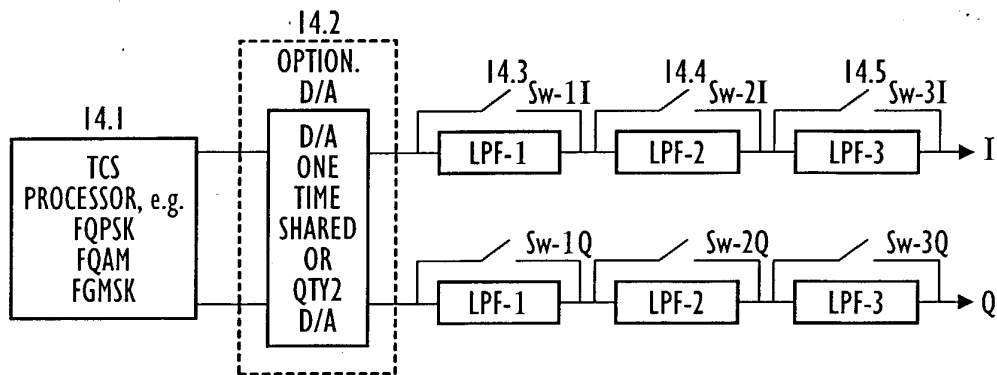 14.2
OPTION.
D/A
14.1
TCS
PROCESSOR, e.g.
FQPSK
FQAM
FGMSK
D/A
ONE
TIME
SHARED
OR
QTY2
D/A
14.3
Sw-1I
14.4
Sw-2I
14.5
Sw-3I
LPF-1
LPF-2
LPF-3
I
Sw-1Q
Sw-2Q
Sw-3Q
LPF-1
LPF-2
LPF-3
Q